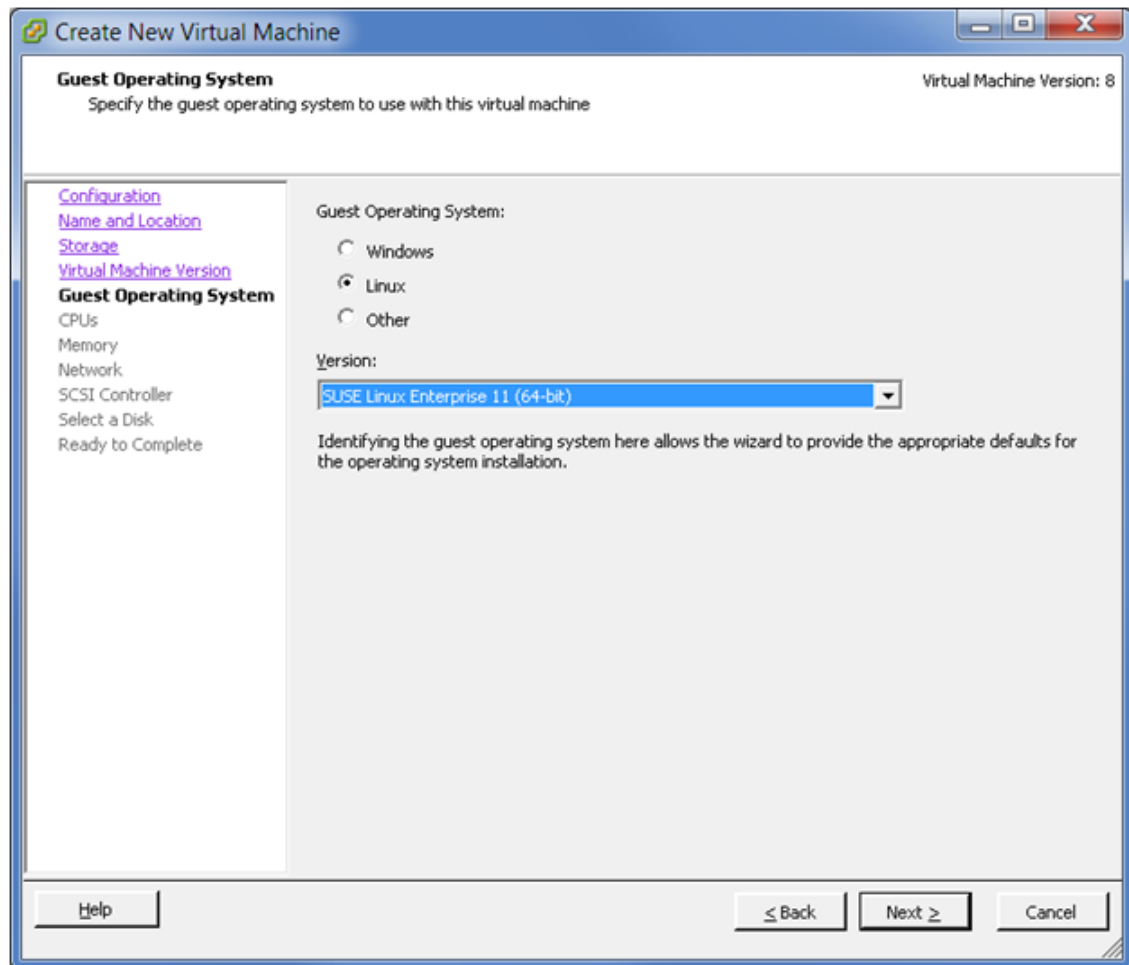 Create New Virtual Machine
Guest Operating System
Virtual Machine Version: 8
Specify the guest operating system to use with this virtual machine
Configuration
Name and Location
Storage
Virtual Machine Version
Guest Operating System
CPUs
Memory
Network
SCSI Controller
Select a Disk
Ready to Complete
Guest Operating System:
Windows
Linux
Other
Version:
SUSE Linux Enterprise 11 (64-bit)
Identifying the guest operating system here allows the wizard to provide the appropriate defaults for
the operating system installation.
Help
< Back
Next >
Cancel